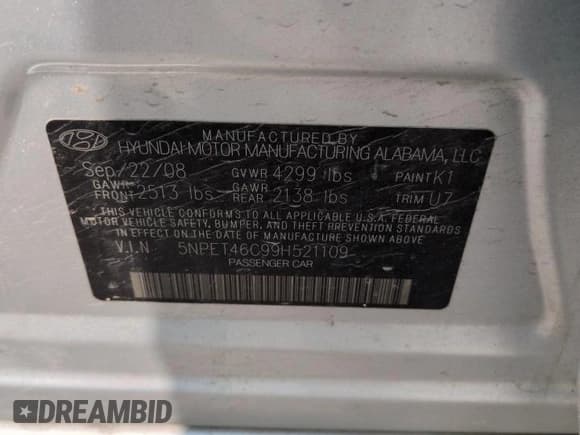 MANUFACTURED BY
HYUNDAI MOTOR MANUFACTURING ALABAMA, LLC
Sep/22/08 GVWR 4299 lbs PAINT K1
GAWR FRONT 2513 lbs GAWR REAR 2138 lbs TRIM U7
THIS VEHICLE CONFORMS TO ALL APPLICABLE U.S.A. FEDERAL
MOTOR VEHICLE SAFETY, BUMPER, AND THEFT PREVENTION STANDARDS
IN EFFECT ON THE DATE OF MANUFACTURE SHOWN ABOVE.
V.I.N. 5NPET46C99H521109
PASSENGER CAR
DREAMBID